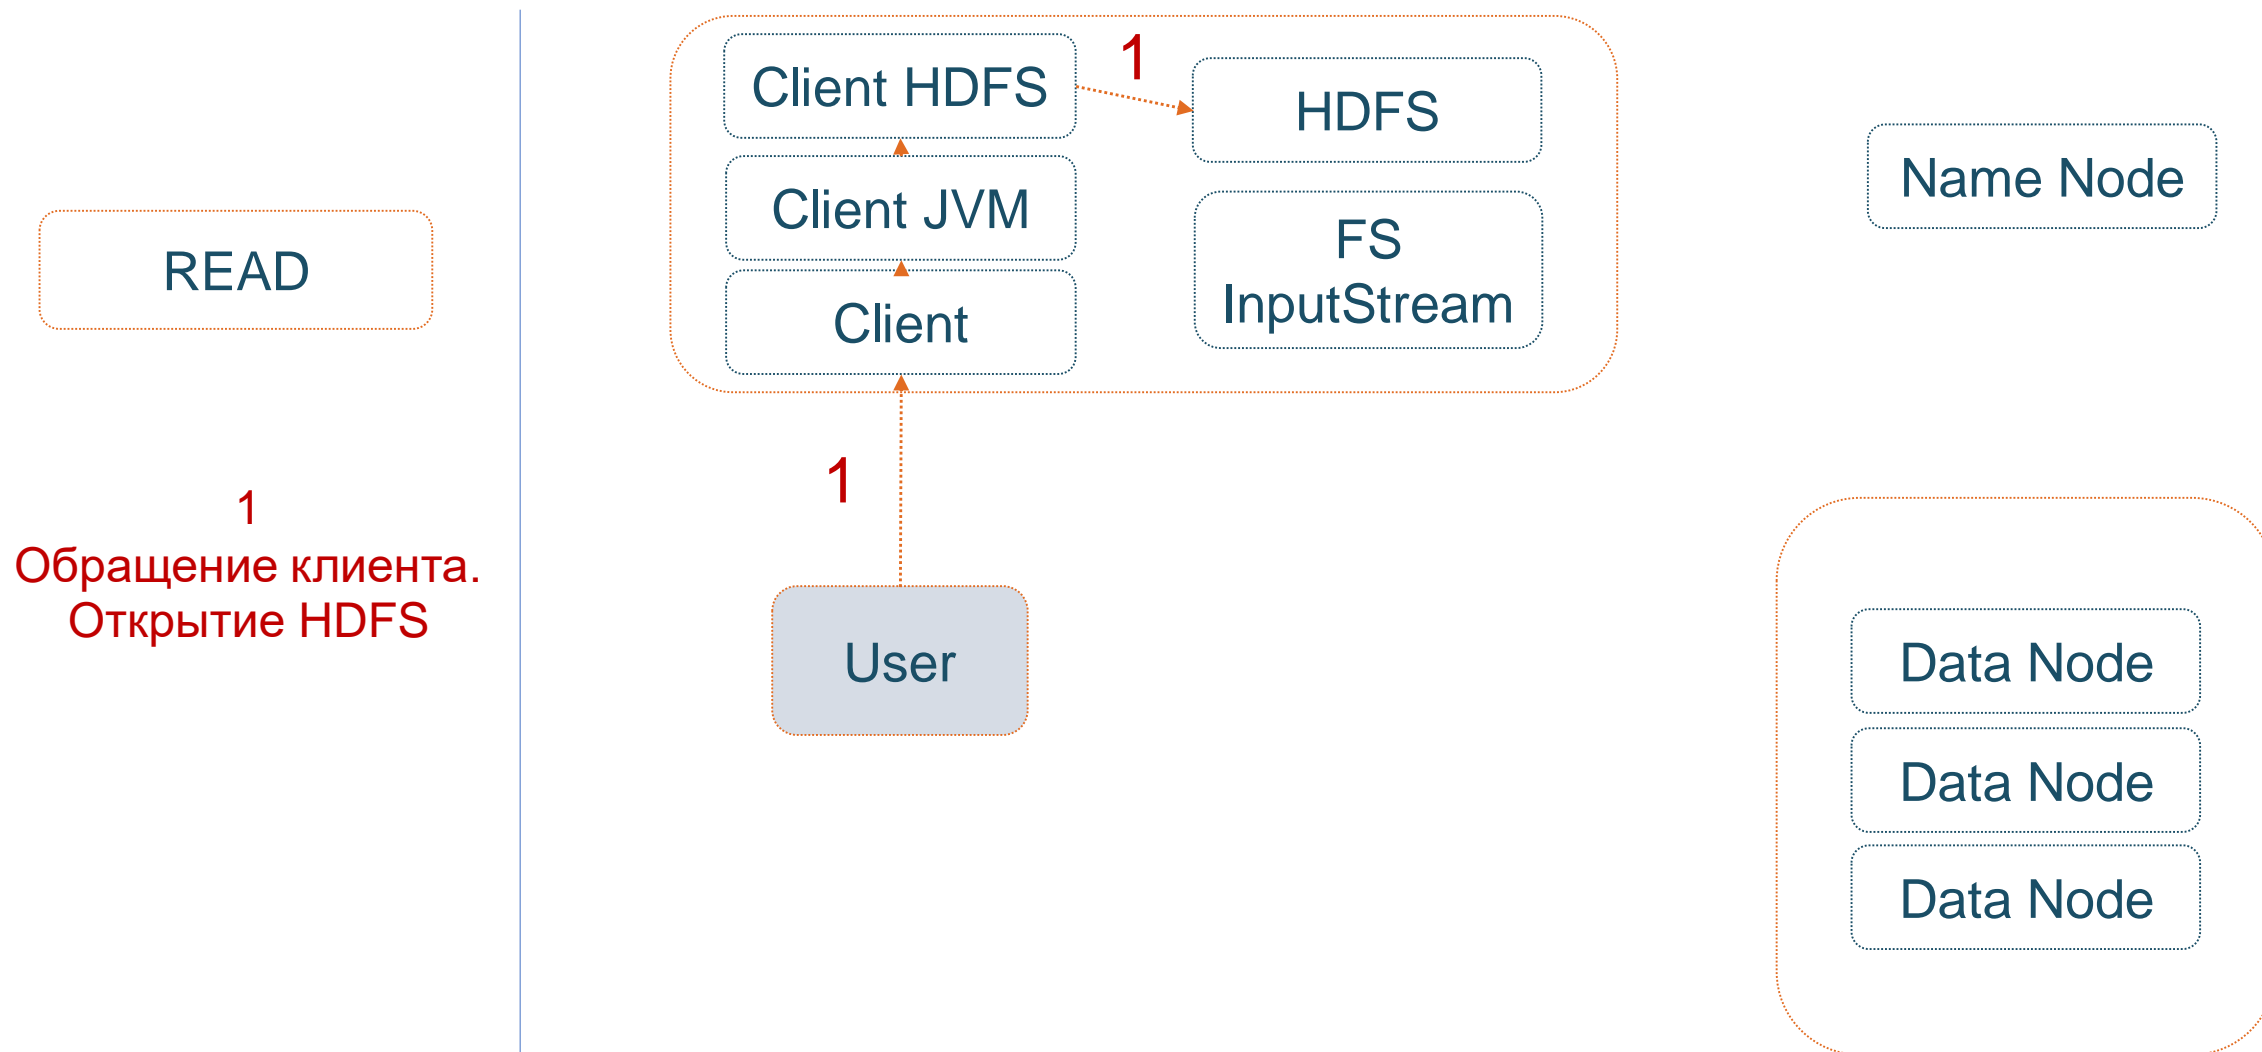 READ
1
Обращение клиента.
Открытие HDFS
Client HDFS
1
HDFS
Client JVM
FS
InputStream
Client
1
User
Name Node
Data Node
Data Node
Data Node